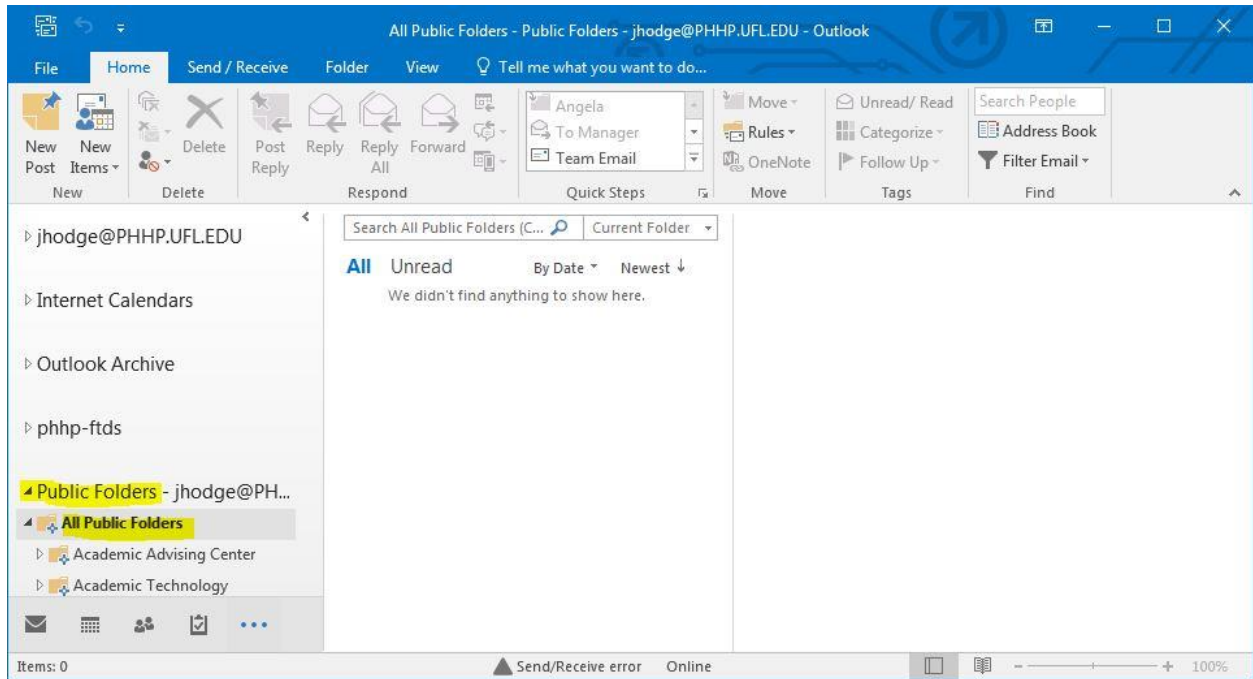 All Public Folders - Public Folders - jhodge@PHHP.UFL.EDU - Outlook
File Home Send / Receive Folder View Tell me what you want to do...
New Post
New Items
Delete
Post Reply
Reply
Reply All
Forward
Angela
To Manager
Team Email
Move
Rules
OneNote
Unread/ Read
Categorize
Follow Up
Search People
Address Book
Filter Email
New Delete Respond Quick Steps Move Tags Find
jhodge@PHHP.UFL.EDU
Internet Calendars
Outlook Archive
phhp-ftds
Public Folders - jhodge@PH...
All Public Folders
Academic Advising Center
Academic Technology
Search All Public Folders (C... Current Folder
All Unread By Date Newest ↓
We didn't find anything to show here.
Items: 0 Send/Receive error Online 100%